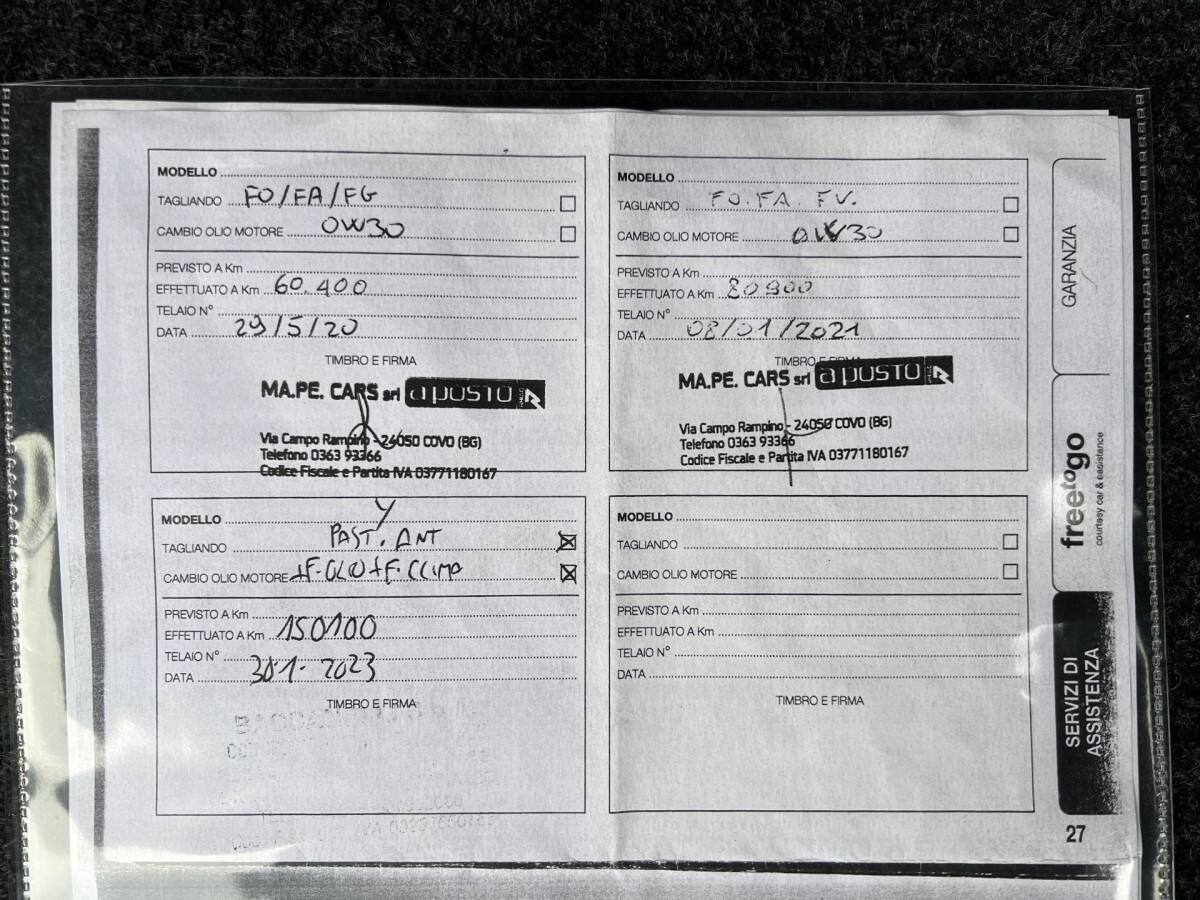 MODELLO
TAGLIANDO FO/FA/FG
CAMBIO OLIO MOTORE 0W30
PREVISTO A Km
EFFETTUATO A Km 60.400
TELAIO N°
DATA 29/5/20
TIMBRO E FIRMA
MA.PE. CARS srl a posto
Via Campo Rampino - 24050 COVO (BG)
Telefono 0363 93366
Codice Fiscale e Partita IVA 03771180167
MODELLO
TAGLIANDO FO.FA. FV.
CAMBIO OLIO MOTORE 0W30
PREVISTO A Km
EFFETTUATO A Km 80900
TELAIO N°
DATA 08/01/2021
TIMBRO E FIRMA
MA.PE. CARS srl a posto
Via Campo Rampino - 24050 COVO (BG)
Telefono 0363 93366
Codice Fiscale e Partita IVA 03771180167
MODELLO Y
TAGLIANDO PAST. ANT
CAMBIO OLIO MOTORE +F-OLIO+F.CLIMA
PREVISTO A Km
EFFETTUATO A Km 150100
TELAIO N°
DATA 30.1- 2023
TIMBRO E FIRMA
MODELLO
TAGLIANDO
CAMBIO OLIO MOTORE
PREVISTO A Km
EFFETTUATO A Km
TELAIO N°
DATA
TIMBRO E FIRMA
GARANZIA
freetogo
courtesy car & assistance
SERVIZI DI
ASSISTENZA
27